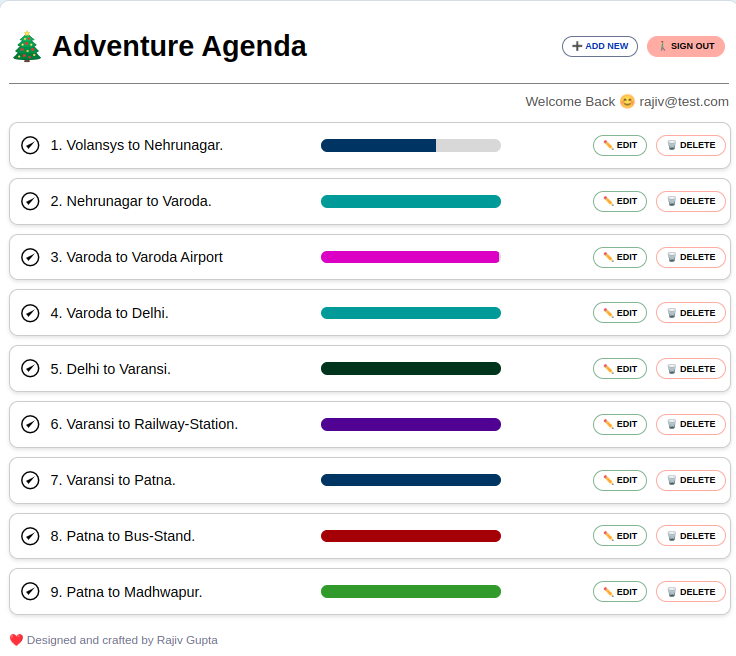 Adventure Agenda
ADD NEW
SIGN OUT
Welcome Back 😊 rajiv@test.com
1. Volansys to Nehrunagar.
EDIT
DELETE
2. Nehrunagar to Varoda.
EDIT
DELETE
3. Varoda to Varoda Airport
EDIT
DELETE
4. Varoda to Delhi.
EDIT
DELETE
5. Delhi to Varansi.
EDIT
DELETE
6. Varansi to Railway-Station.
EDIT
DELETE
7. Varansi to Patna.
EDIT
DELETE
8. Patna to Bus-Stand.
EDIT
DELETE
9. Patna to Madhwapur.
EDIT
DELETE
Designed and crafted by Rajiv Gupta